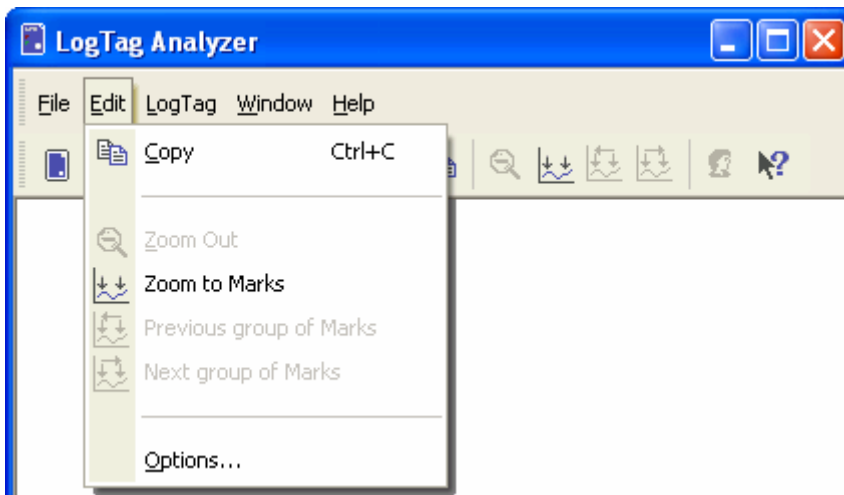 LogTag Analyzer
File Edit LogTag Window Help
Copy Ctrl+C
Zoom Out
Zoom to Marks
Previous group of Marks
Next group of Marks
Options...